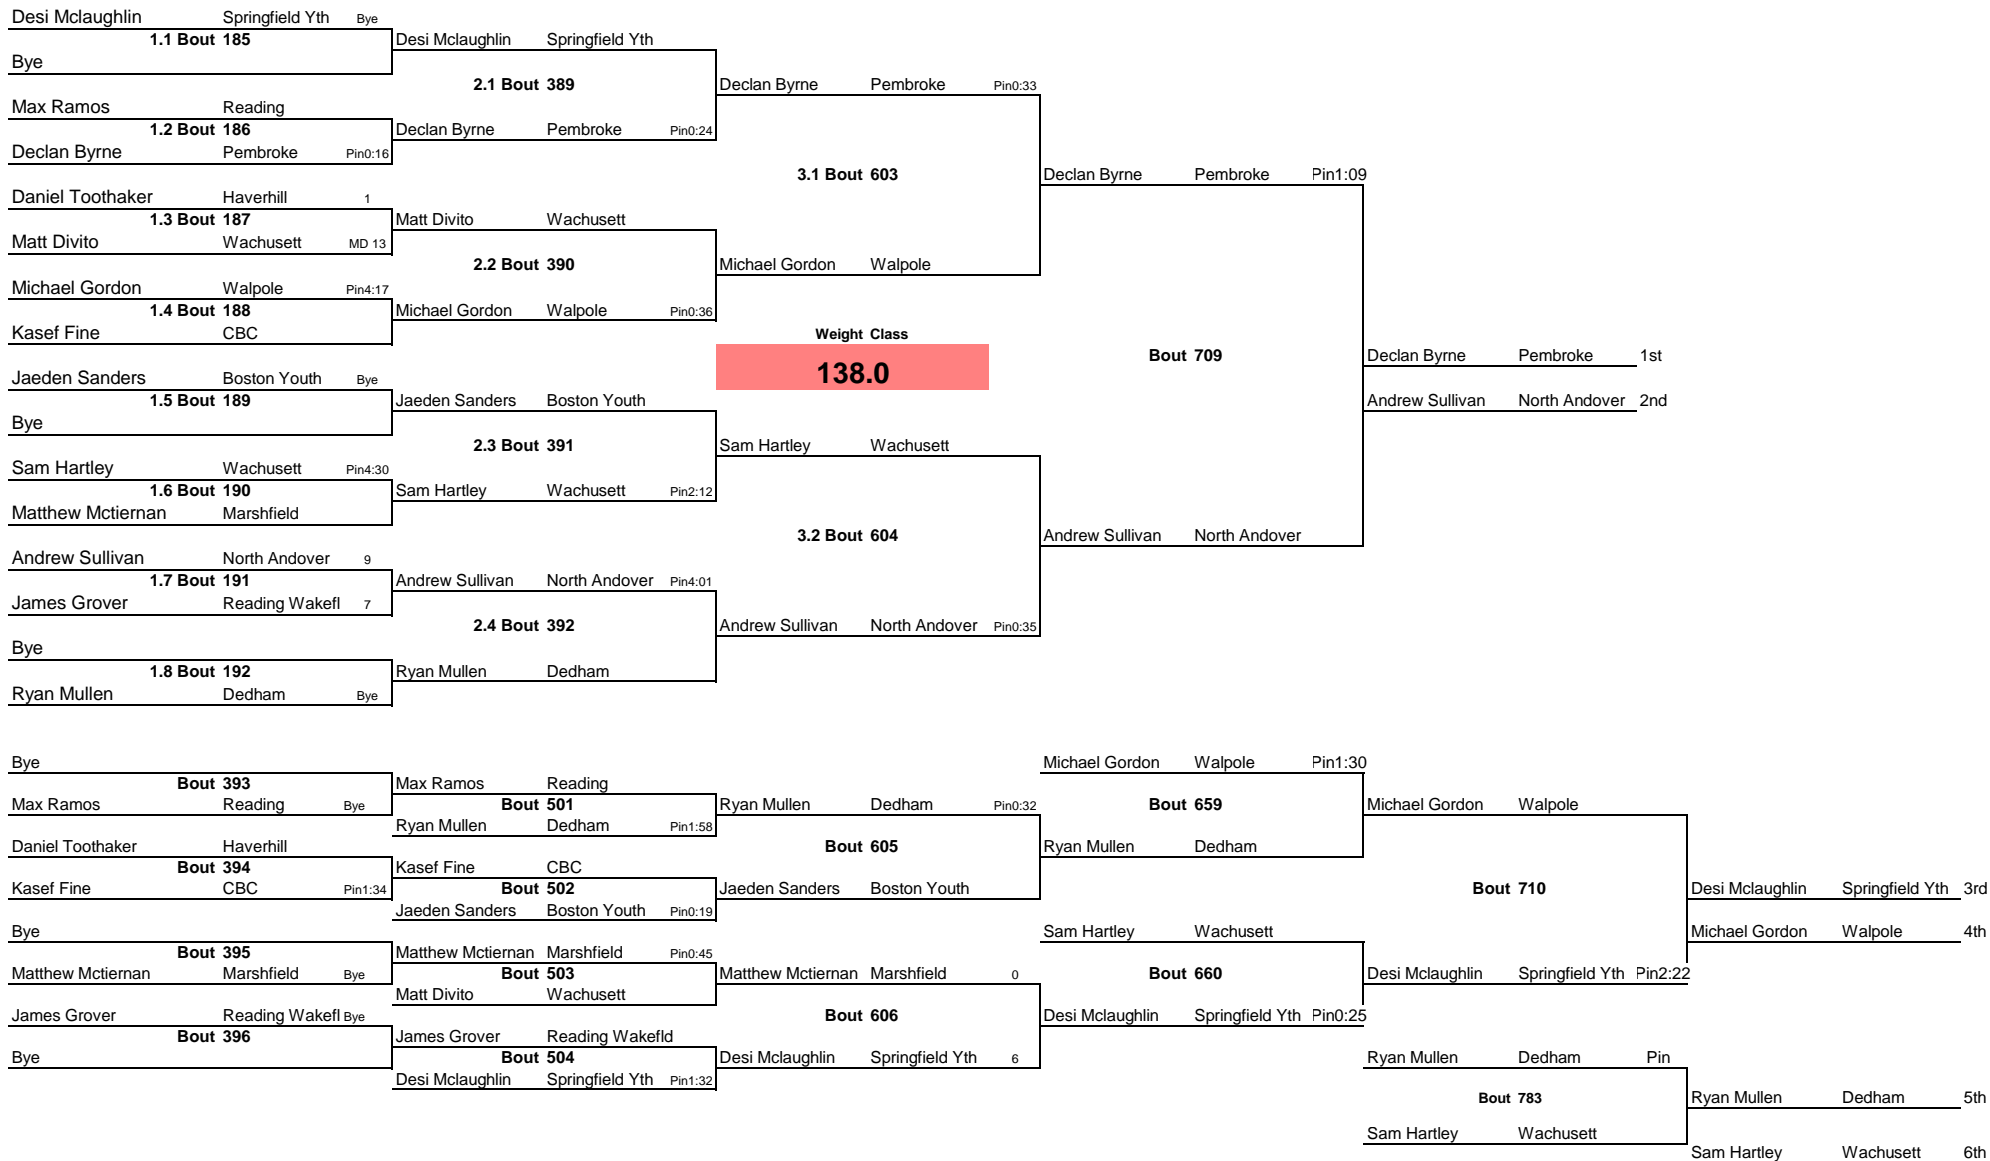 Desi Mclaughlin Springfield Yth Bye
1.1 Bout 185 Desi Mclaughlin Springfield Yth
Bye
2.1 Bout 389 Declan Byrne Pembroke Pin0:33
Max Ramos Reading
1.2 Bout 186 Declan Byrne Pembroke Pin0:24
Declan Byrne Pembroke Pin0:16
3.1 Bout 603 Declan Byrne Pembroke Pin1:09
Daniel Toothaker Haverhill 1
1.3 Bout 187 Matt Divito Wachusett
Matt Divito Wachusett MD 13
2.2 Bout 390 Michael Gordon Walpole
Michael Gordon Walpole Pin4:17
1.4 Bout 188 Michael Gordon Walpole Pin0:36
Kasef Fine CBC Weight Class
Bout 709 Declan Byrne Pembroke 1st
Jaeden Sanders Boston Youth Bye 138.0
1.5 Bout 189 Jaeden Sanders Boston Youth Andrew Sullivan North Andover 2nd
Bye
2.3 Bout 391 Sam Hartley Wachusett
Sam Hartley Wachusett Pin4:30
1.6 Bout 190 Sam Hartley Wachusett Pin2:12
Matthew Mctiernan Marshfield
3.2 Bout 604 Andrew Sullivan North Andover
Andrew Sullivan North Andover 9
1.7 Bout 191 Andrew Sullivan North Andover Pin4:01
James Grover Reading Wakefl 7
2.4 Bout 392 Andrew Sullivan North Andover Pin0:35
Bye
1.8 Bout 192 Ryan Mullen Dedham
Ryan Mullen Dedham Bye
Bye Michael Gordon Walpole Pin1:30
Bout 393 Max Ramos Reading
Max Ramos Reading Bye Bout 501 Ryan Mullen Dedham Pin0:32 Bout 659 Michael Gordon Walpole
Ryan Mullen Dedham Pin1:58
Daniel Toothaker Haverhill Bout 605 Ryan Mullen Dedham
Bout 394 Kasef Fine CBC
Kasef Fine CBC Pin1:34 Bout 502 Jaeden Sanders Boston Youth Bout 710 Desi Mclaughlin Springfield Yth 3rd
Jaeden Sanders Boston Youth Pin0:19
Bye Sam Hartley Wachusett Michael Gordon Walpole 4th
Bout 395 Matthew Mctiernan Marshfield Pin0:45
Matthew Mctiernan Marshfield Bye Bout 503 Matthew Mctiernan Marshfield 0 Bout 660 Desi Mclaughlin Springfield Yth Pin2:22
Matt Divito Wachusett
James Grover Reading Wakefl Bye Bout 606 Desi Mclaughlin Springfield Yth Pin0:25
Bout 396 James Grover Reading Wakefld
Bye Bout 504 Desi Mclaughlin Springfield Yth 6 Ryan Mullen Dedham Pin
Desi Mclaughlin Springfield Yth Pin1:32
Bout 783 Ryan Mullen Dedham 5th
Sam Hartley Wachusett
Sam Hartley Wachusett 6th